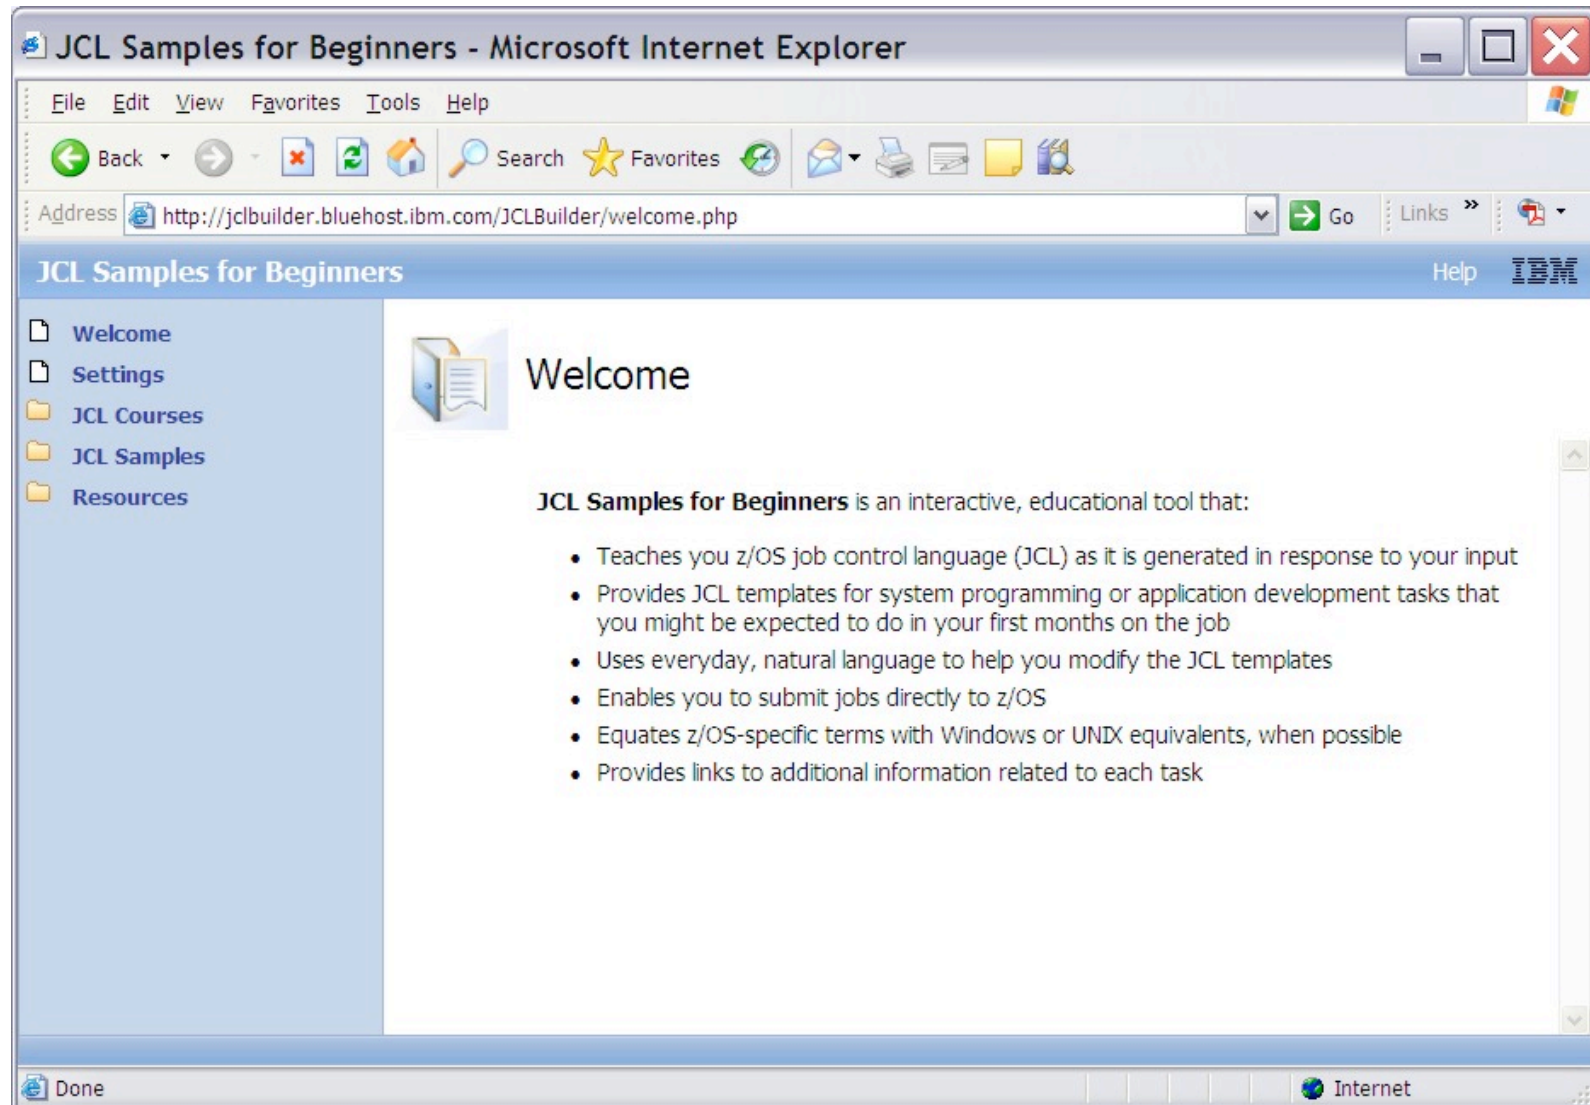 JCL Samples for Beginners - Microsoft Internet Explorer
File Edit View Favorites Tools Help
Back Search Favorites
Address http://jclbuilder.bluehost.ibm.com/JCLBuilder/welcome.php Go Links »
JCL Samples for Beginners Help IBM
Welcome
Settings
JCL Courses
JCL Samples
Resources
Welcome
JCL Samples for Beginners is an interactive, educational tool that:
• Teaches you z/OS job control language (JCL) as it is generated in response to your input
• Provides JCL templates for system programming or application development tasks that
you might be expected to do in your first months on the job
• Uses everyday, natural language to help you modify the JCL templates
• Enables you to submit jobs directly to z/OS
• Equates z/OS-specific terms with Windows or UNIX equivalents, when possible
• Provides links to additional information related to each task
Done Internet